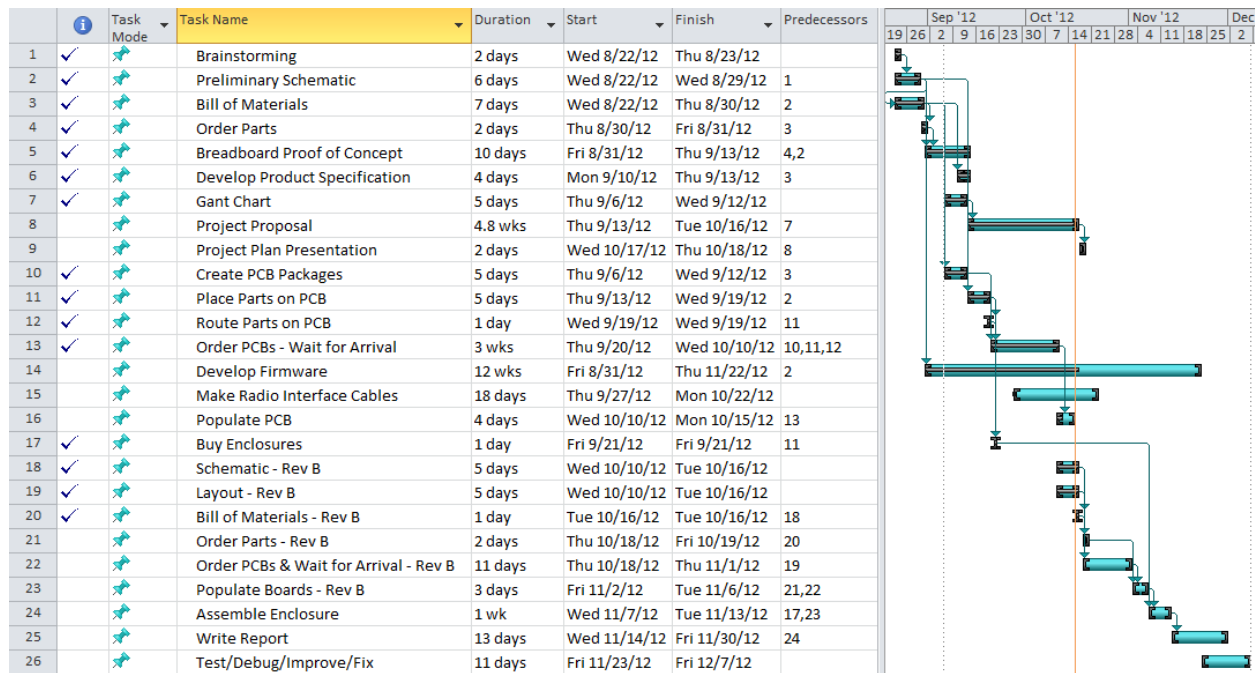 Task Mode Task Name Duration Start Finish Predecessors
Sep '12 Oct '12 Nov '12 Dec
19 26 2 9 16 23 30 7 14 21 28 4 11 18 25 2
1 Brainstorming 2 days Wed 8/22/12 Thu 8/23/12
2 Preliminary Schematic 6 days Wed 8/22/12 Wed 8/29/12 1
3 Bill of Materials 7 days Wed 8/22/12 Thu 8/30/12 2
4 Order Parts 2 days Thu 8/30/12 Fri 8/31/12 3
5 Breadboard Proof of Concept 10 days Fri 8/31/12 Thu 9/13/12 4,2
6 Develop Product Specification 4 days Mon 9/10/12 Thu 9/13/12 3
7 Gant Chart 5 days Thu 9/6/12 Wed 9/12/12
8 Project Proposal 4.8 wks Thu 9/13/12 Tue 10/16/12 7
9 Project Plan Presentation 2 days Wed 10/17/12 Thu 10/18/12 8
10 Create PCB Packages 5 days Thu 9/6/12 Wed 9/12/12 3
11 Place Parts on PCB 5 days Thu 9/13/12 Wed 9/19/12 2
12 Route Parts on PCB 1 day Wed 9/19/12 Wed 9/19/12 11
13 Order PCBs - Wait for Arrival 3 wks Thu 9/20/12 Wed 10/10/12 10,11,12
14 Develop Firmware 12 wks Fri 8/31/12 Thu 11/22/12 2
15 Make Radio Interface Cables 18 days Thu 9/27/12 Mon 10/22/12
16 Populate PCB 4 days Wed 10/10/12 Mon 10/15/12 13
17 Buy Enclosures 1 day Fri 9/21/12 Fri 9/21/12 11
18 Schematic - Rev B 5 days Wed 10/10/12 Tue 10/16/12
19 Layout - Rev B 5 days Wed 10/10/12 Tue 10/16/12
20 Bill of Materials - Rev B 1 day Tue 10/16/12 Tue 10/16/12 18
21 Order Parts - Rev B 2 days Thu 10/18/12 Fri 10/19/12 20
22 Order PCBs & Wait for Arrival - Rev B 11 days Thu 10/18/12 Thu 11/1/12 19
23 Populate Boards - Rev B 3 days Fri 11/2/12 Tue 11/6/12 21,22
24 Assemble Enclosure 1 wk Wed 11/7/12 Tue 11/13/12 17,23
25 Write Report 13 days Wed 11/14/12 Fri 11/30/12 24
26 Test/Debug/Improve/Fix 11 days Fri 11/23/12 Fri 12/7/12